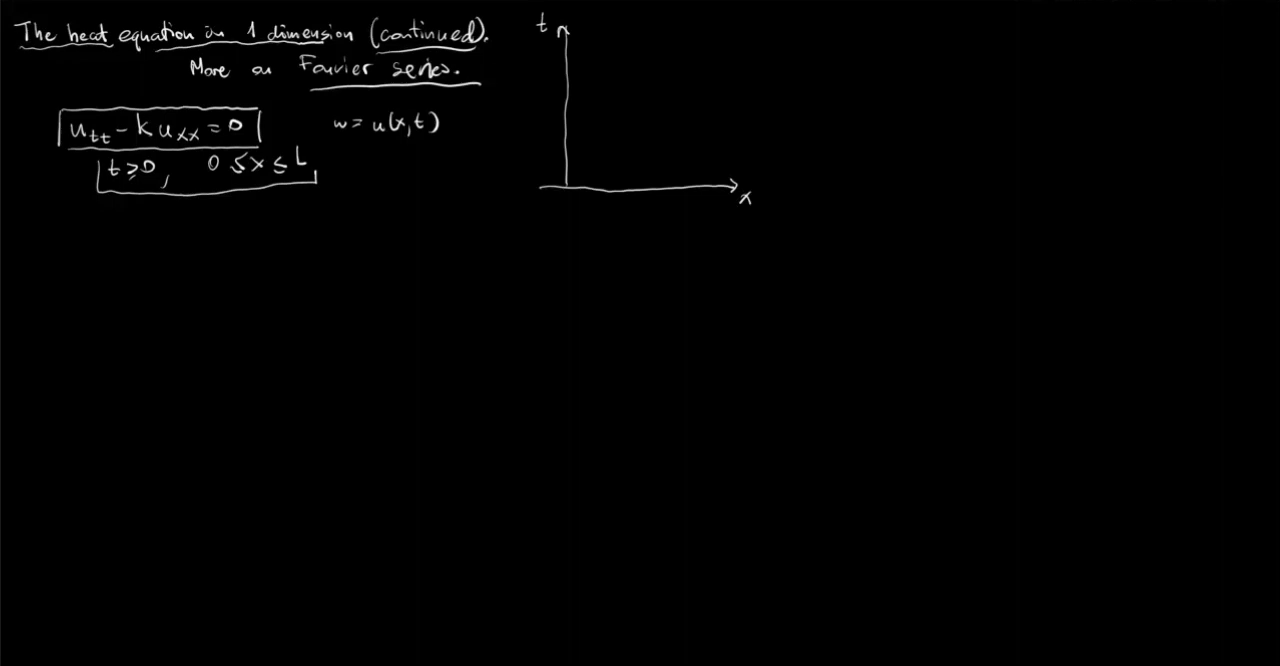 The heat equation in 1 dimension (continued).
More on Fourier series.
u_tt - k u_xx = 0
u = u(x,t)
t ≥ 0, 0 ≤ x ≤ L
t
x